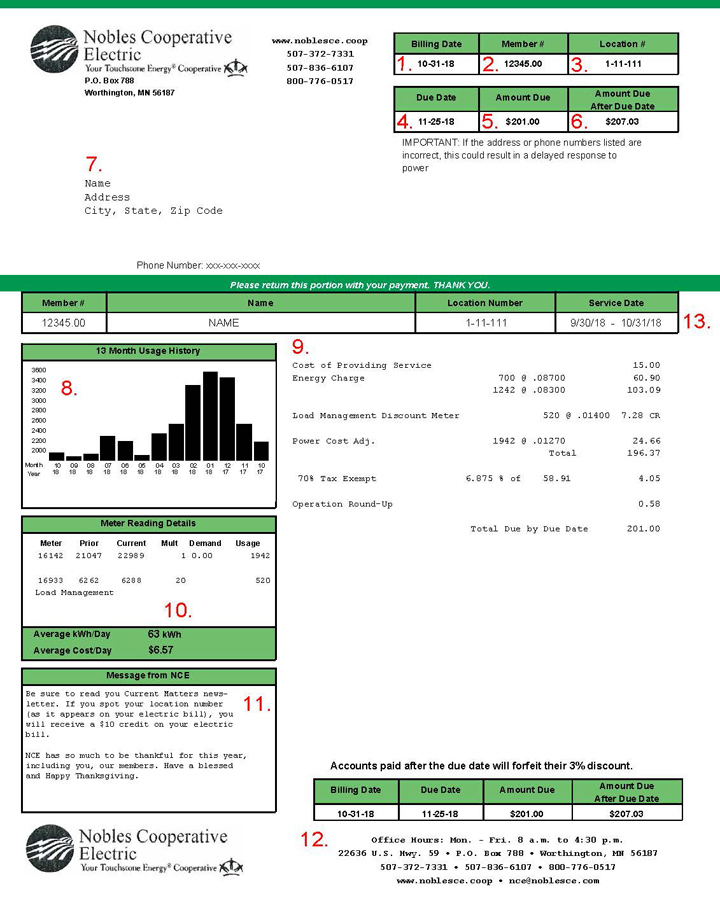 Nobles Cooperative
Electric
Your Touchstone Energy® Cooperative
P.O. Box 788
Worthington, MN 56187
www.noblesce.coop
507-372-7331
507-836-6107
800-776-0517
Billing Date Member # Location #
1. 10-31-18 2. 12345.00 3. 1-11-111
Due Date Amount Due Amount Due After Due Date
4. 11-25-18 5. $201.00 6. $207.03
IMPORTANT: If the address or phone numbers listed are
incorrect, this could result in a delayed response to
power
7.
Name
Address
City, State, Zip Code
Phone Number: xxx-xxx-xxxx
Please return this portion with your payment. THANK YOU.
Member # Name Location Number Service Date
12345.00 NAME 1-11-111 9/30/18 - 10/31/18 13.
13 Month Usage History
8.
3600
3400
3200
3000
2800
2600
2400
2200
2000
Month 10 09 08 07 06 05 04 03 02 01 12 11 10
Year 18 18 18 18 18 18 18 18 18 18 17 17 17
9.
Cost of Providing Service 15.00
Energy Charge 700 @ .08700 60.90
1242 @ .08300 103.09
Load Management Discount Meter 520 @ .01400 7.28 CR
Power Cost Adj. 1942 @ .01270 24.66
Total 196.37
70% Tax Exempt 6.875 % of 58.91 4.05
Operation Round-Up 0.58
Total Due by Due Date 201.00
Meter Reading Details
Meter Prior Current Mult Demand Usage
16142 21047 22989 1 0.00 1942
16933 6262 6288 20 520
Load Management
10.
Average kWh/Day 63 kWh
Average Cost/Day $6.57
Message from NCE
11.
Be sure to read you Current Matters news-
letter. If you spot your location number
(as it appears on your electric bill), you
will receive a $10 credit on your electric
bill.
NCE has so much to be thankful for this year,
including you, our members. Have a blessed
and Happy Thanksgiving.
Accounts paid after the due date will forfeit their 3% discount.
Billing Date Due Date Amount Due Amount Due After Due Date
10-31-18 11-25-18 $201.00 $207.03
Nobles Cooperative
Electric
Your Touchstone Energy® Cooperative
12.
Office Hours: Mon. - Fri. 8 a.m. to 4:30 p.m.
22636 U.S. Hwy. 59 • P.O. Box 788 • Worthington, MN 56187
507-372-7331 • 507-836-6107 • 800-776-0517
www.noblesce.coop • nce@noblesce.com